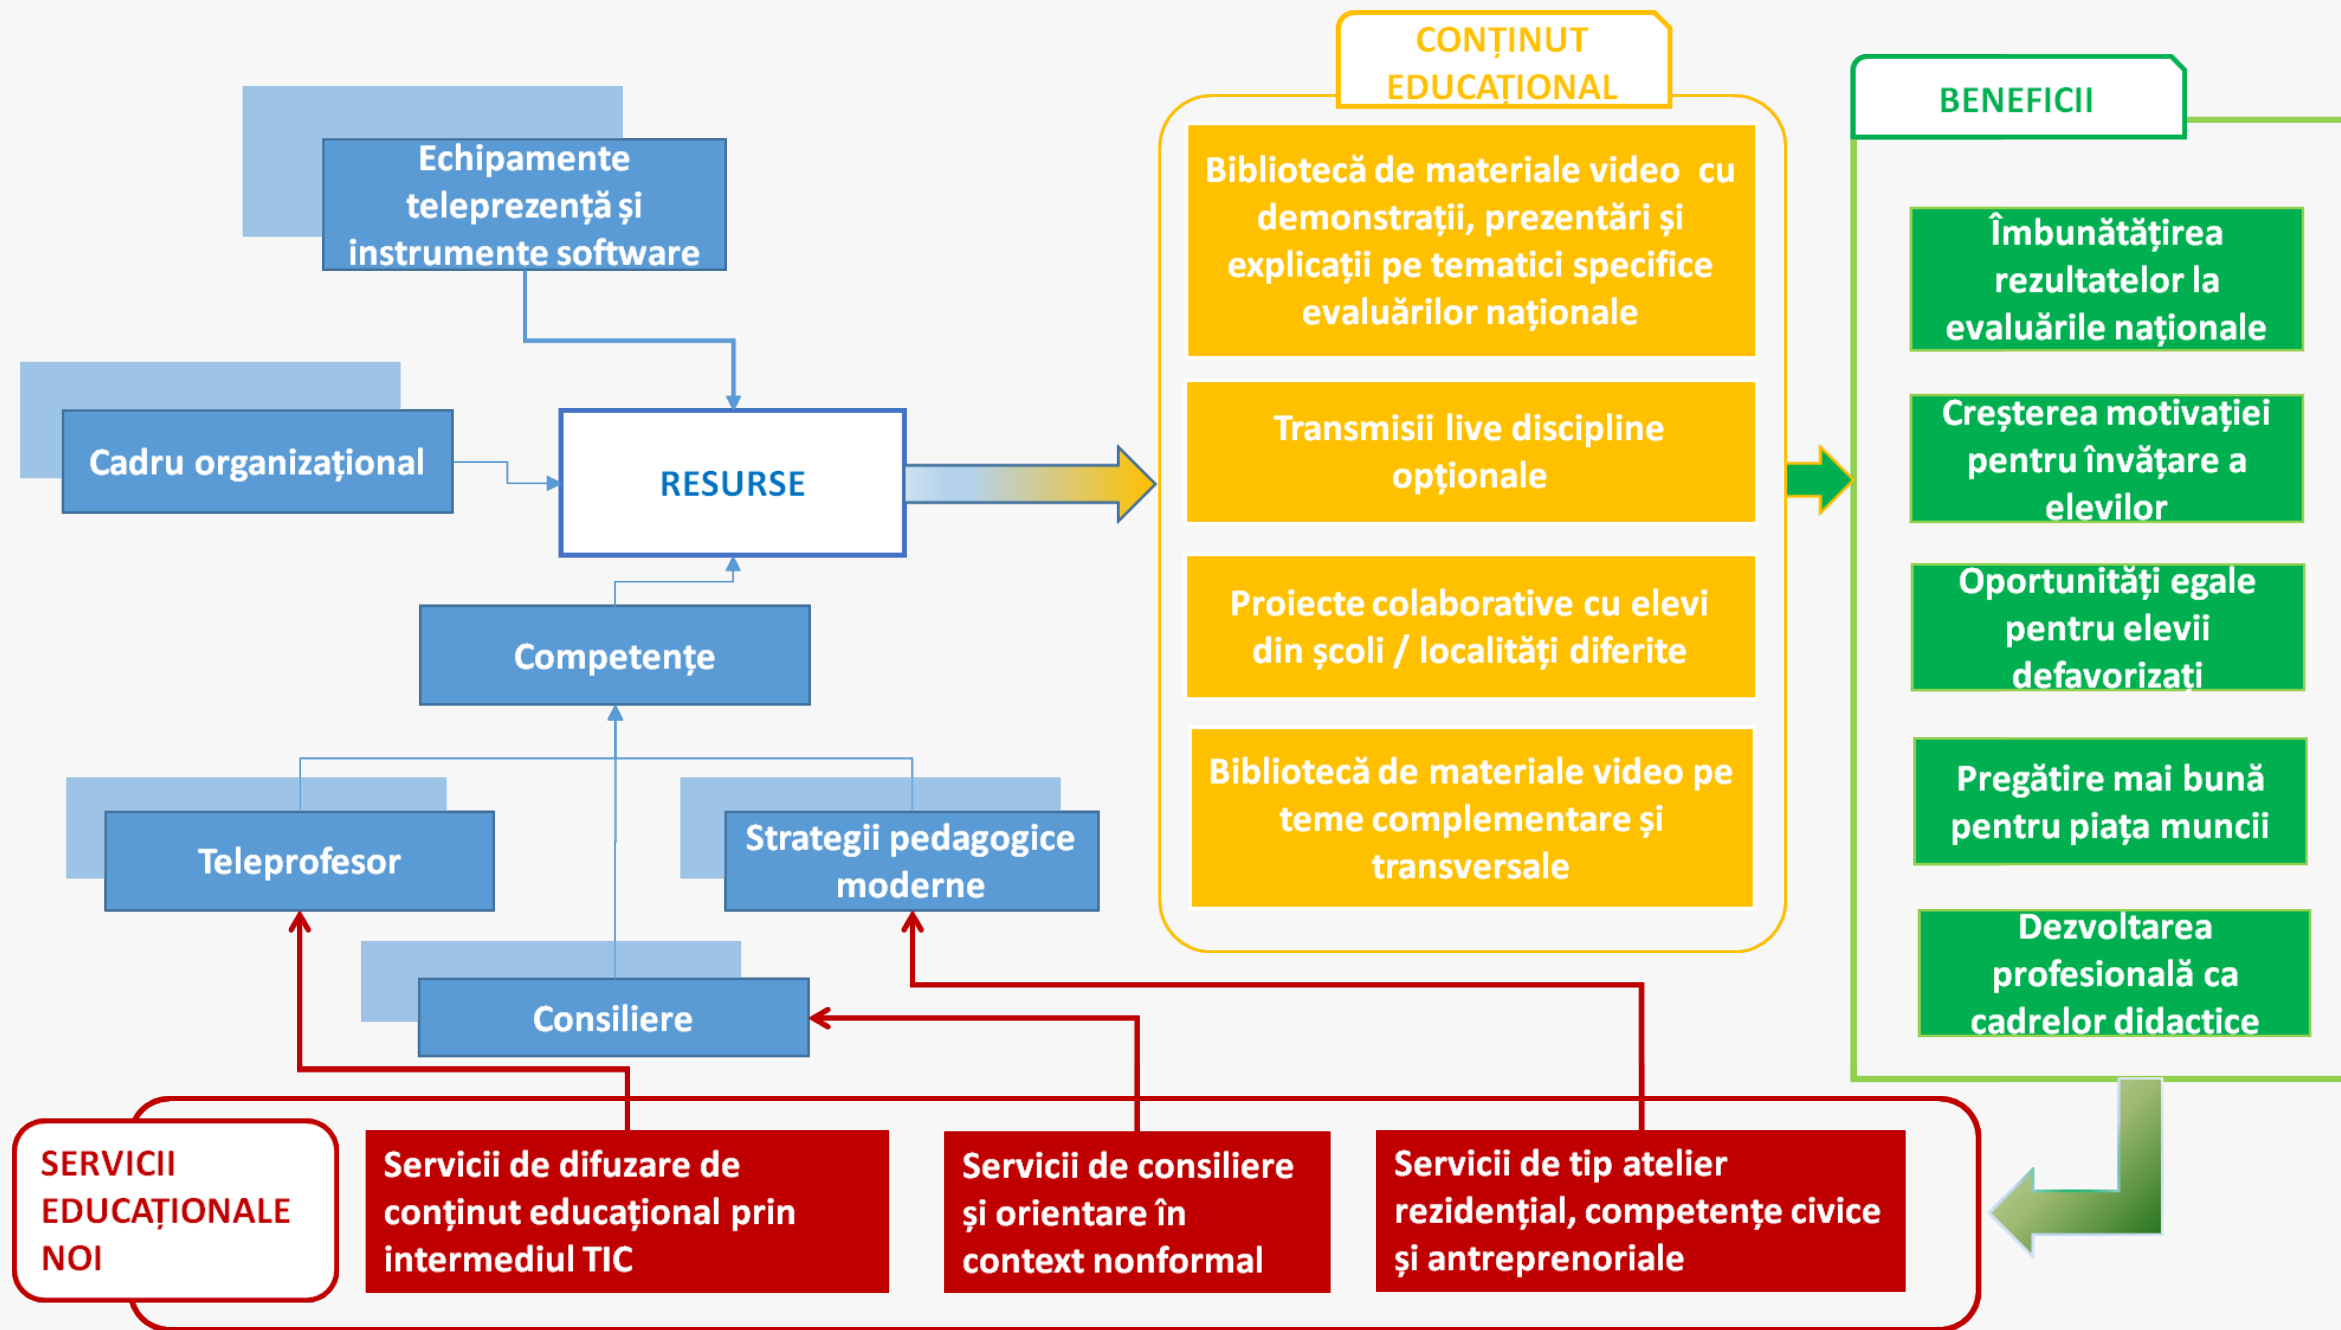 Echipamente
teleprezență și
instrumente software
Cadru organizațional
RESURSE
Competențe
Teleprofesor
Strategii pedagogice
moderne
Consiliere
CONȚINUT
EDUCAȚIONAL
Bibliotecă de materiale video cu
demonstrații, prezentări și
explicații pe tematici specifice
evaluărilor naționale
Transmisii live discipline
opționale
Proiecte colaborative cu elevi
din școli / localități diferite
Bibliotecă de materiale video pe
teme complementare și
transversale
BENEFICII
Îmbunătățirea
rezultatelor la
evaluările naționale
Creșterea motivației
pentru învățare a
elevilor
Oportunități egale
pentru elevii
defavorizați
Pregătire mai bună
pentru piața muncii
Dezvoltarea
profesională ca
cadrelor didactice
SERVICII
EDUCAȚIONALE
NOI
Servicii de difuzare de
conținut educațional prin
intermediul TIC
Servicii de consiliere
și orientare în
context nonformal
Servicii de tip atelier
rezidențial, competențe civice
și antreprenoriale